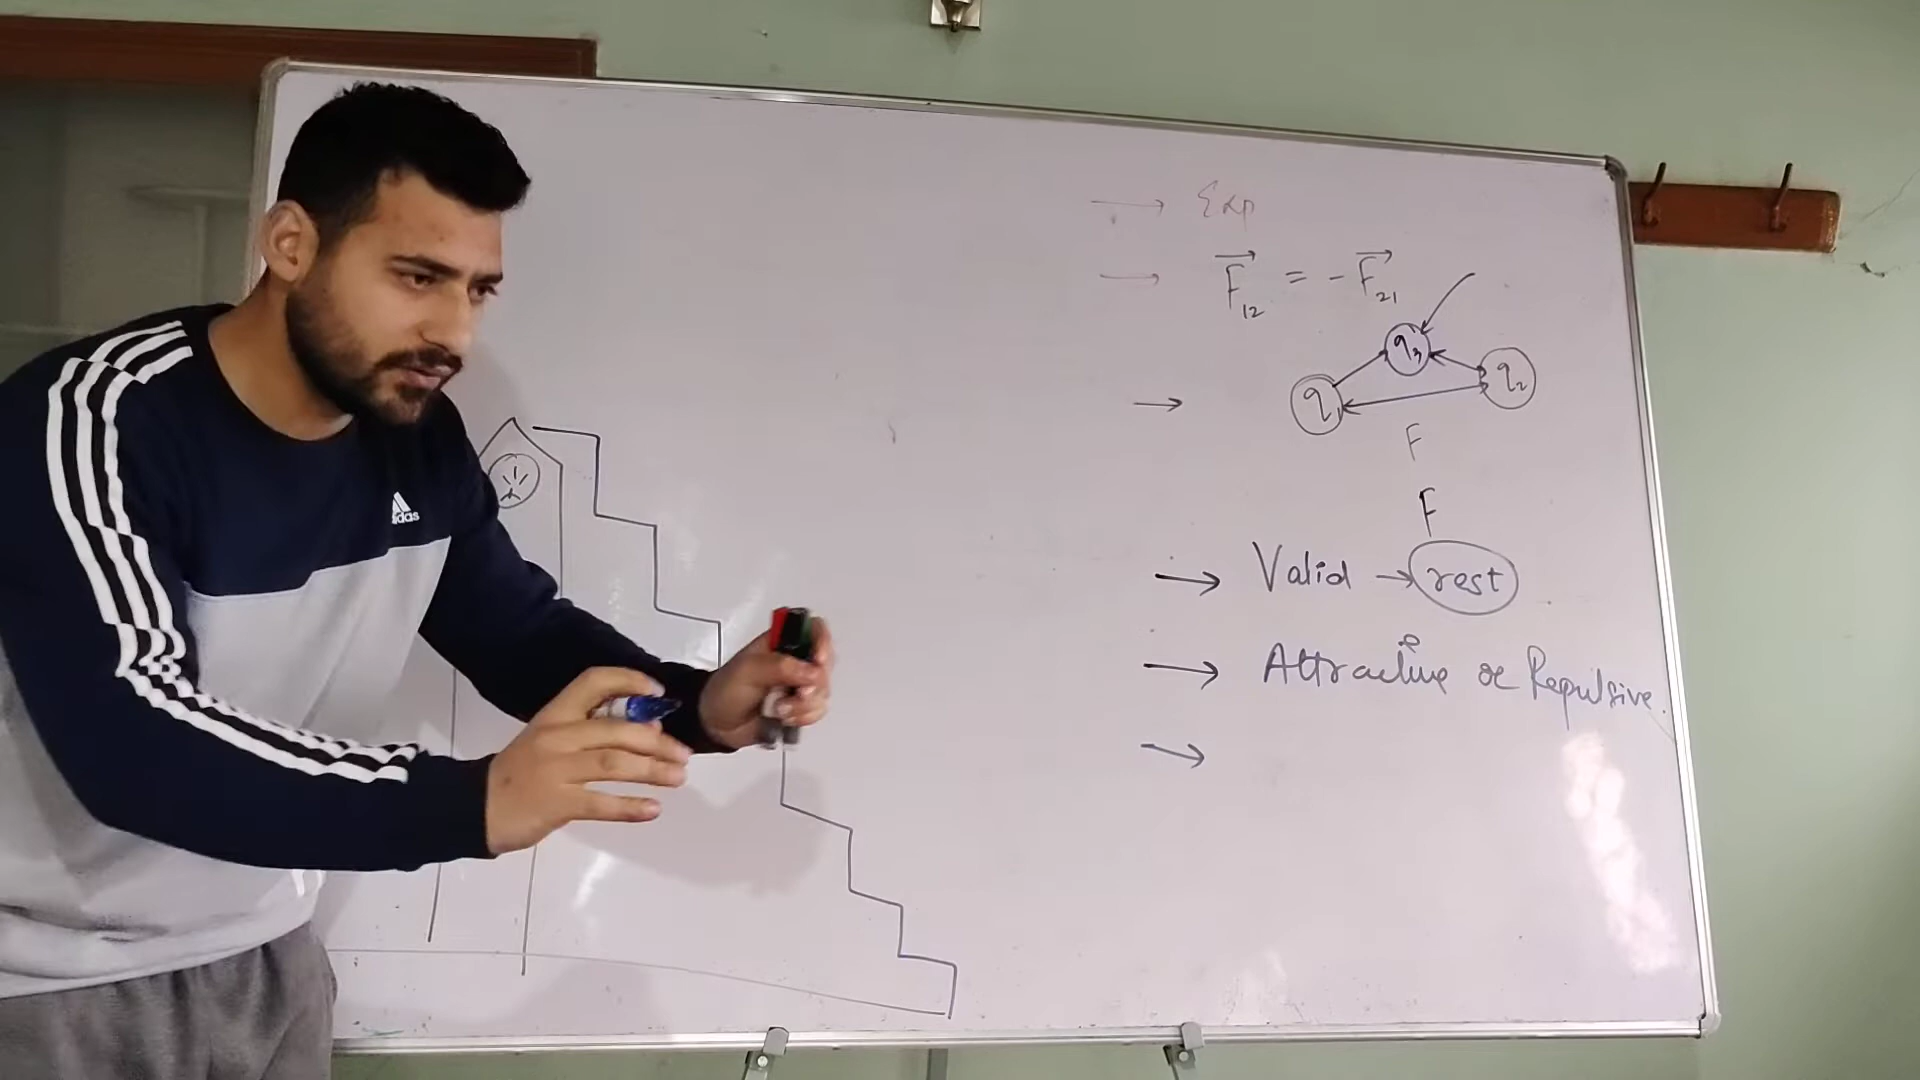 adidas
→ Exp
→ F₁₂ = -F₂₁
q₃
→ q₁ q₂
F
F
→ Valid → rest
→ Attractive or Repulsive.
→